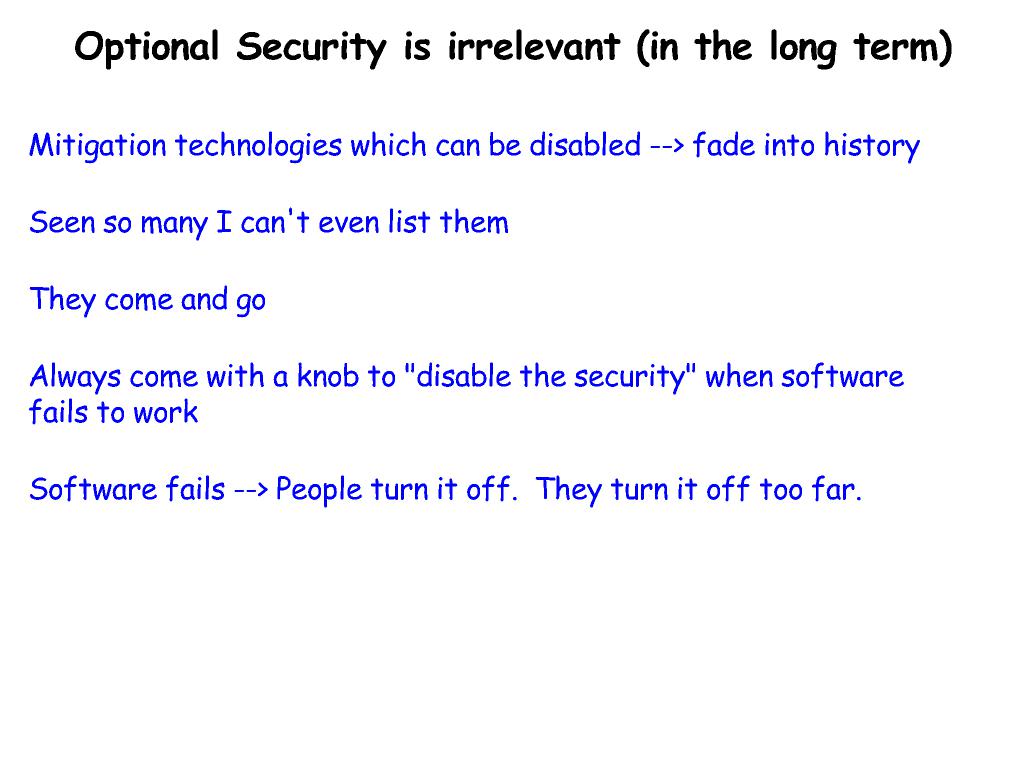 Optional Security is irrelevant (in the long term)
Mitigation technologies which can be disabled --> fade into history
Seen so many I can't even list them
They come and go
Always come with a knob to "disable the security" when software
fails to work
Software fails --> People turn it off.  They turn it off too far.